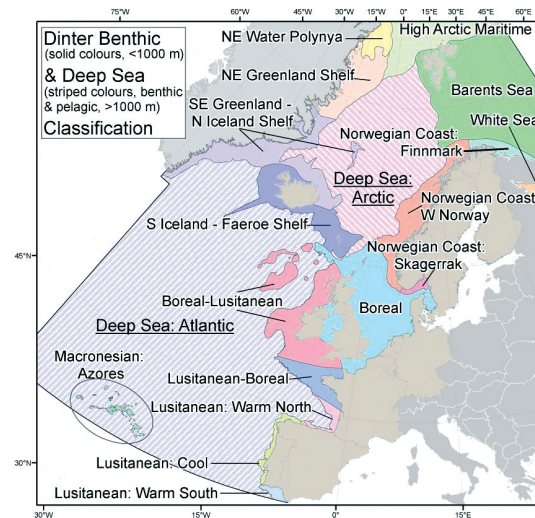 75°W
60°W
45°W
30°W
15°W
0°
15°E
30°E
45°E
60°E
75°E
Dinter Benthic
(solid colours, <1000 m)
& Deep Sea
(striped colours, benthic
& pelagic, >1000 m)
Classification
NE Water Polynya
High Arctic Maritime
NE Greenland Shelf
Barents Sea
SE Greenland -
N Iceland Shelf
White Sea
Norwegian Coast:
Finnmark
Deep Sea:
Arctic
Norwegian Coast
W Norway
S Iceland - Faeroe Shelf
Norwegian Coast:
Skagerrak
45°N
45°N
Boreal-Lusitanean
Boreal
Deep Sea: Atlantic
Macronesian:
Azores
Lusitanean-Boreal
Lusitanean: Warm North
30°N
30°N
Lusitanean: Cool
Lusitanean: Warm South
30°W
15°W
0°
15°E